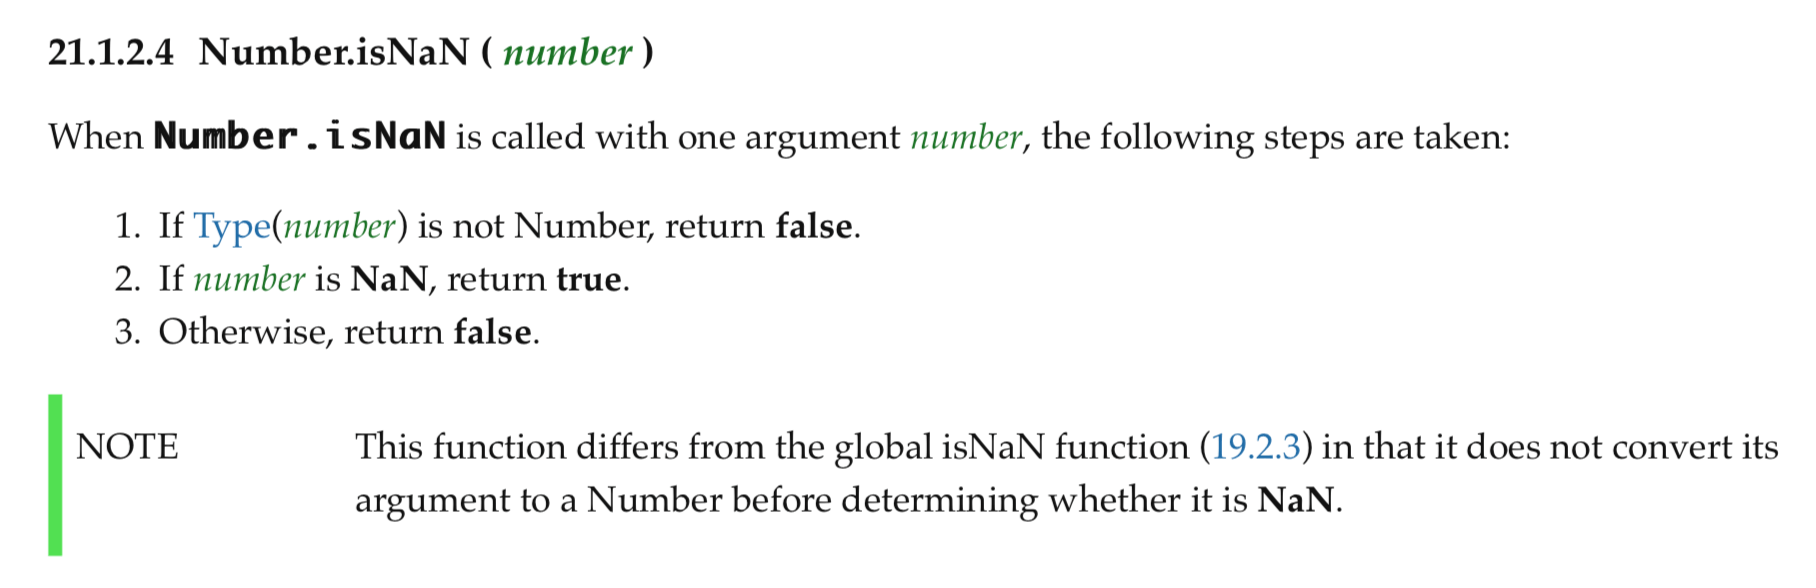 21.1.2.4 Number.isNaN ( number )
When Number.isNaN is called with one argument number, the following steps are taken:
1. If Type(number) is not Number, return false.
2. If number is NaN, return true.
3. Otherwise, return false.
NOTE This function differs from the global isNaN function (19.2.3) in that it does not convert its
argument to a Number before determining whether it is NaN.